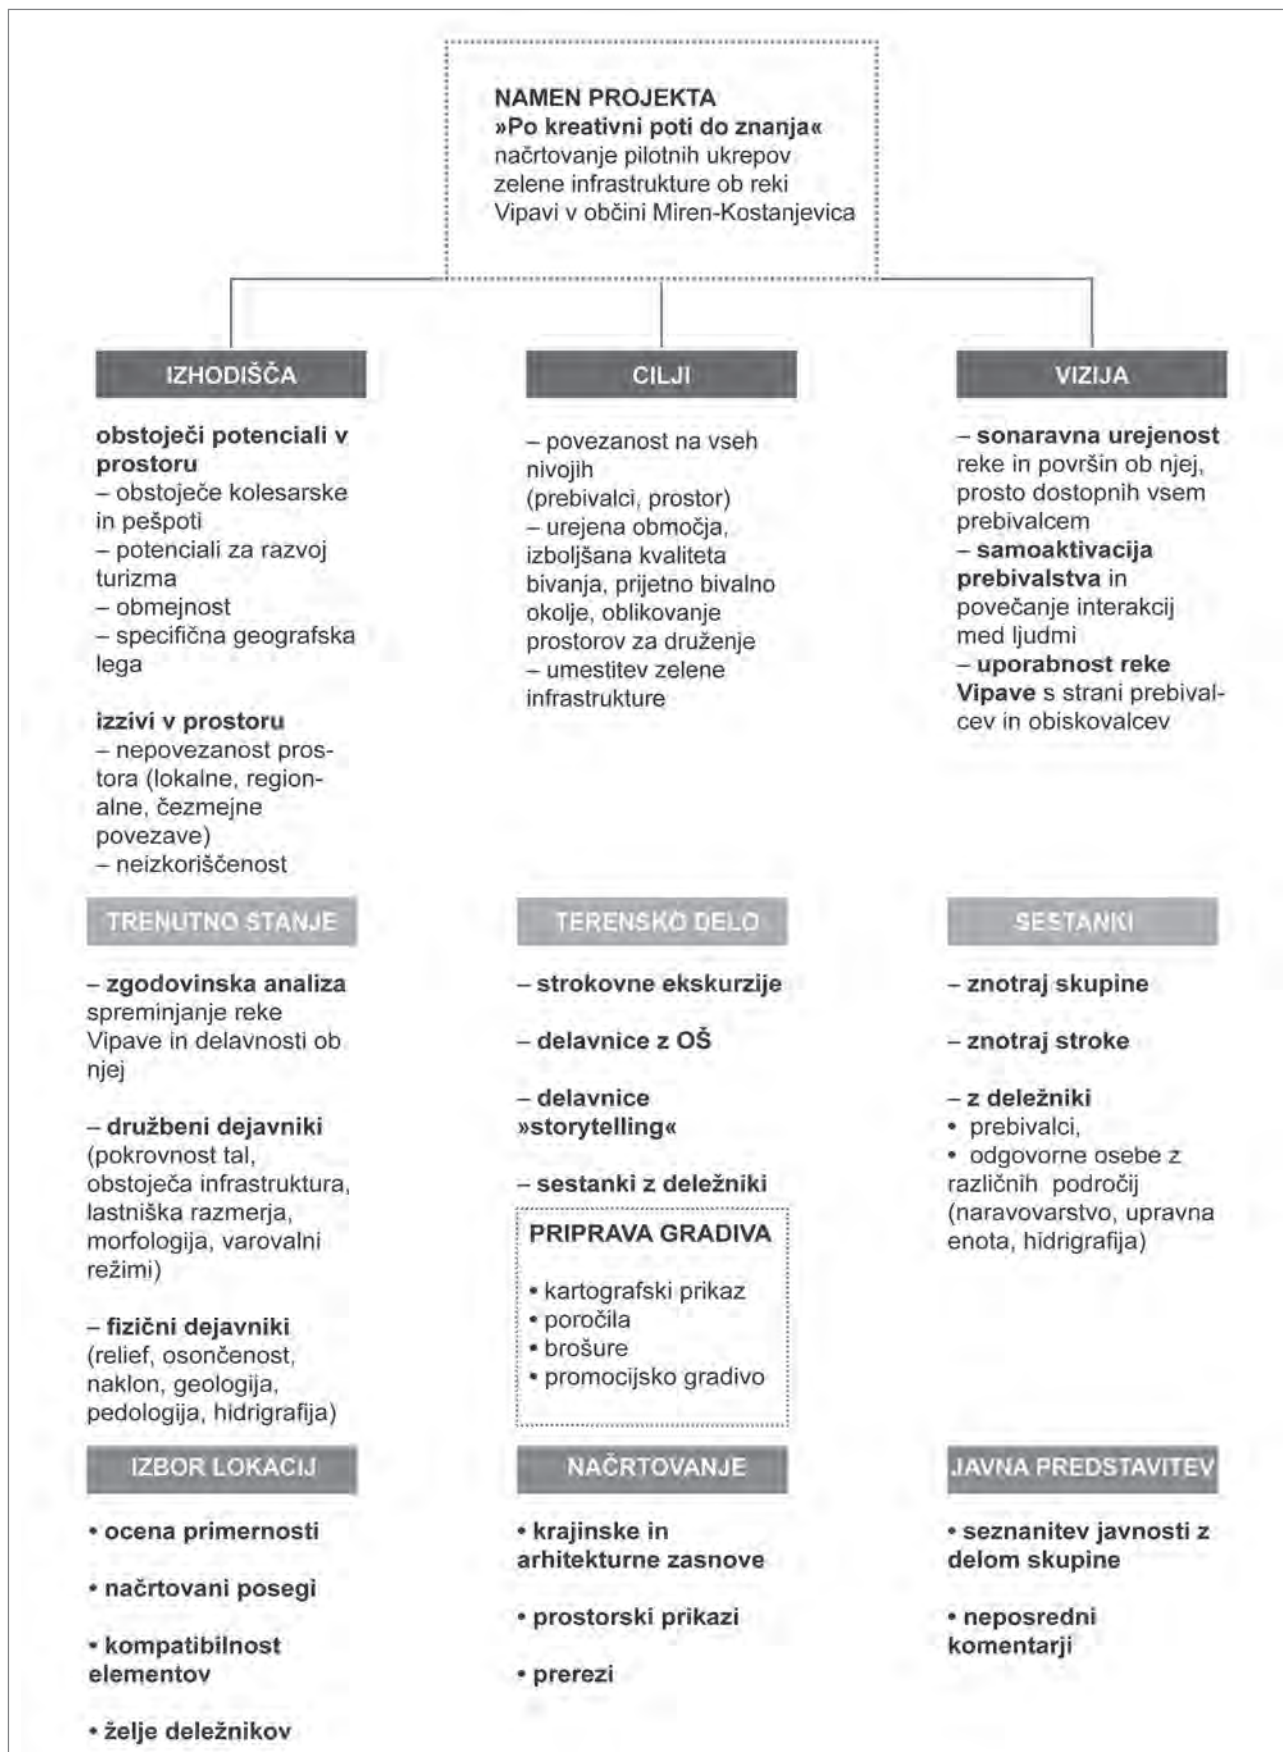 NAMEN PROJEKTA
»Po kreativni poti do znanja«
načrtovanje pilotnih ukrepov
zelene infrastrukture ob reki
Vipavi v občini Miren-Kostanjevica
IZHODIŠČA
obstoječi potenciali v
prostoru
– obstoječe kolesarske
in pešpoti
– potenciali za razvoj
turizma
– obmejnost
– specifična geografska
lega
izzivi v prostoru
– nepovezanost pros-
tora (lokalne, region-
alne, čezmejne
povezave)
– neizkoriščenost
CILJI
– povezanost na vseh
nivojih
(prebivalci, prostor)
– urejena območja,
izboljšana kvaliteta
bivanja, prijetno bivalno
okolje, oblikovanje
prostorov za druženje
– umestitev zelene
infrastrukture
VIZIJA
– sonaravna urejenost
reke in površin ob njej,
prosto dostopnih vsem
prebivalcem
– samoaktivacija
prebivalstva in
povečanje interakcij
med ljudmi
– uporabnost reke
Vipave s strani prebival-
cev in obiskovalcev
TRENUTNO STANJE
– zgodovinska analiza
spreminjanje reke
Vipave in delavnosti ob
njej
– družbeni dejavniki
(pokrovnost tal,
obstoječa infrastruktura,
lastniška razmerja,
morfologija, varovalni
režimi)
– fizični dejavniki
(relief, osončenost,
naklon, geologija,
pedologija, hidrigrafija)
TERENSKO DELO
– strokovne ekskurzije
– delavnice z OŠ
– delavnice
»storytelling«
– sestanki z deležniki
PRIPRAVA GRADIVA
• kartografski prikaz
• poročila
• brošure
• promocijsko gradivo
SESTANKI
– znotraj skupine
– znotraj stroke
– z deležniki
• prebivalci,
• odgovorne osebe z
različnih področij
(naravovarstvo, upravna
enota, hidrigrafija)
IZBOR LOKACIJ
• ocena primernosti
• načrtovani posegi
• kompatibilnost
elementov
• želje deležnikov
NAČRTOVANJE
• krajinske in
arhitekturne zasnove
• prostorski prikazi
• prerezi
JAVNA PREDSTAVITEV
• seznanitev javnosti z
delom skupine
• neposredni
komentarji